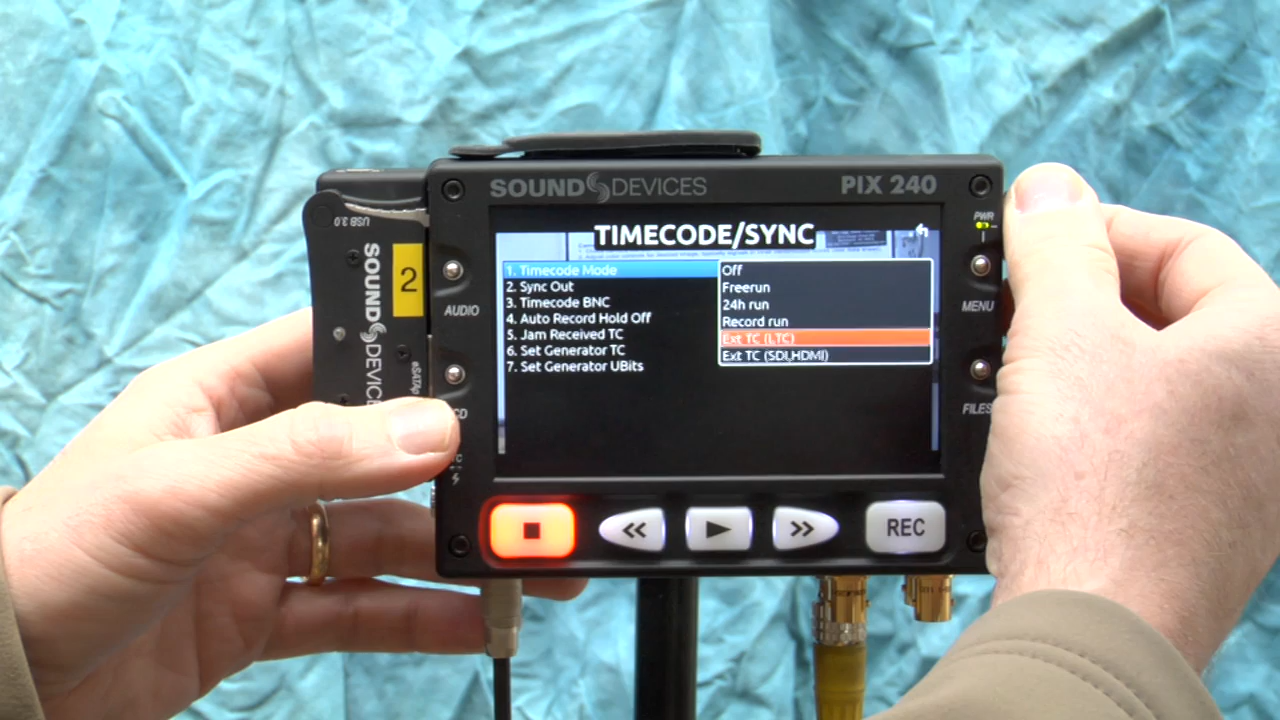 SOUND DEVICES
PIX 240
USB 3.0
SOUND DEVICES
2
eSATAp
AUDIO
PWR
MENU
FILES
TIMECODE/SYNC
1. Timecode Mode
2. Sync Out
3. Timecode BNC
4. Auto Record Hold Off
5. Jam Received TC
6. Set Generator TC
7. Set Generator UBits
Off
Freerun
24h run
Record run
Ext TC (LTC)
Ext TC (SDI,HDMI)
REC